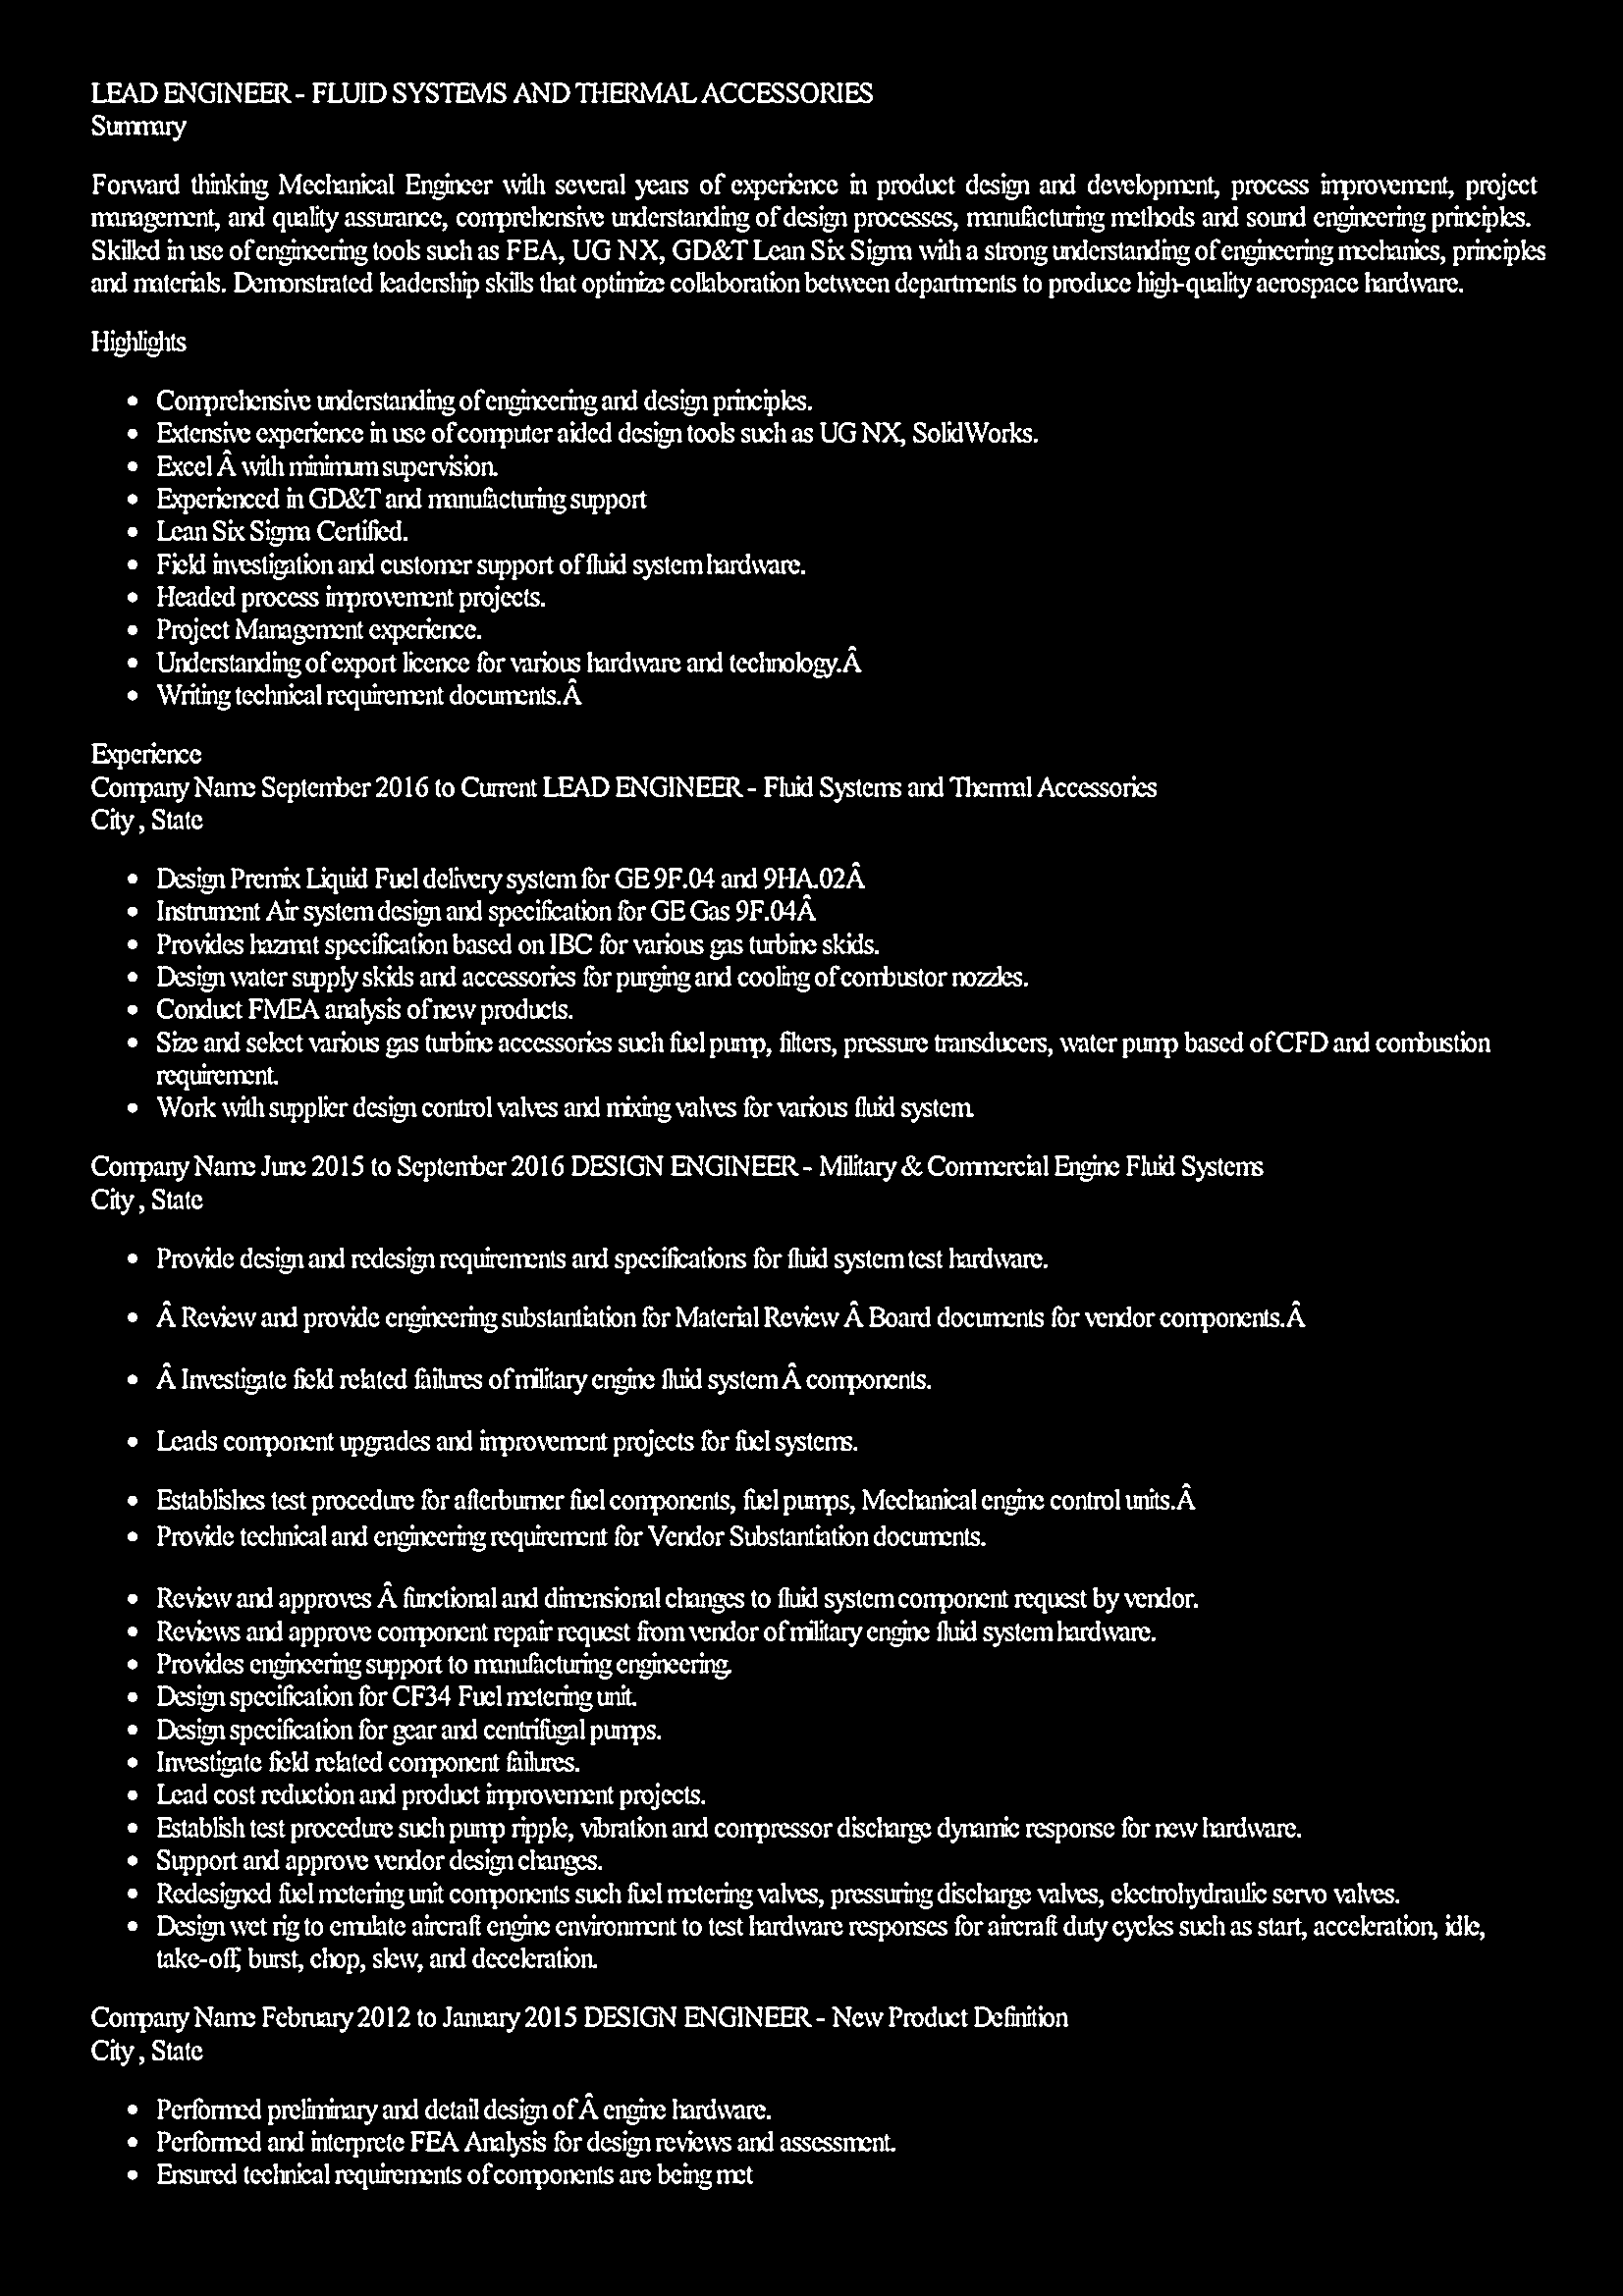 LEAD ENGINEER - FLUID SYSTEMS AND THERMAL ACCESSORIES
Summary
Forward thinking Mechanical Engineer with several years of experience in product design and development, process improvement, project
management, and quality assurance, comprehensive understanding of design processes, manufacturing methods and sound engineering principles.
Skilled in use of engineering tools such as FEA, UG NX, GD&T Lean Six Sigma with a strong understanding of engineering mechanics, principles
and materials. Demonstrated leadership skills that optimize collaboration between departments to produce high-quality aerospace hardware.
Highlights
• Comprehensive understanding of engineering and design principles.
• Extensive experience in use of computer aided design tools such as UG NX, SolidWorks.
• Excel Â with minimum supervision.
• Experienced in GD&T and manufacturing support
• Lean Six Sigma Certified.
• Field investigation and customer support of fluid system hardware.
• Headed process improvement projects.
• Project Management experience.
• Understanding of export licence for various hardware and technology.Â
• Writing technical requirement documents.Â
Experience
Company Name September 2016 to Current LEAD ENGINEER - Fluid Systems and Thermal Accessories
City , State
• Design Premix Liquid Fuel delivery system for GE 9F.04 and 9HA.02Â
• Instrument Air system design and specification for GE Gas 9F.04Â
• Provides hazmat specification based on IBC for various gas turbine skids.
• Design water supply skids and accessories for purging and cooling of combustor nozzles.
• Conduct FMEA analysis of new products.
• Size and select various gas turbine accessories such fuel pump, filters, pressure transducers, water pump based of CFD and combustion
requirement.
• Work with supplier design control valves and mixing valves for various fluid system.
Company Name June 2015 to September 2016 DESIGN ENGINEER - Military & Commercial Engine Fluid Systems
City , State
• Provide design and redesign requirements and specifications for fluid system test hardware.
• Â Review and provide engineering substantiation for Material Review Â Board documents for vendor components.Â
• Â Investigate field related failures of military engine fluid system Â components.
• Leads component upgrades and improvement projects for fuel systems.
• Establishes test procedure for afterburner fuel components, fuel pumps, Mechanical engine control units.Â
• Provide technical and engineering requirement for Vendor Substantiation documents.
• Review and approves Â functional and dimensional changes to fluid system component request by vendor.
• Reviews and approve component repair request from vendor of military engine fluid system hardware.
• Provides engineering support to manufacturing engineering.
• Design specification for CF34 Fuel metering unit.
• Design specification for gear and centrifugal pumps.
• Investigate field related component failures.
• Lead cost reduction and product improvement projects.
• Establish test procedure such pump ripple, vibration and compressor discharge dynamic response for new hardware.
• Support and approve vendor design changes.
• Redesigned fuel metering unit components such fuel metering valves, pressuring discharge valves, electrohydraulic servo valves.
• Design wet rig to emulate aircraft engine environment to test hardware responses for aircraft duty cycles such as start, acceleration, idle,
take-off, burst, chop, slew, and deceleration.
Company Name February 2012 to January 2015 DESIGN ENGINEER - New Product Definition
City , State
• Performed preliminary and detail design of Â engine hardware.
• Performed and interprete FEA Analysis for design reviews and assessment.
• Ensured technical requirements of components are being met